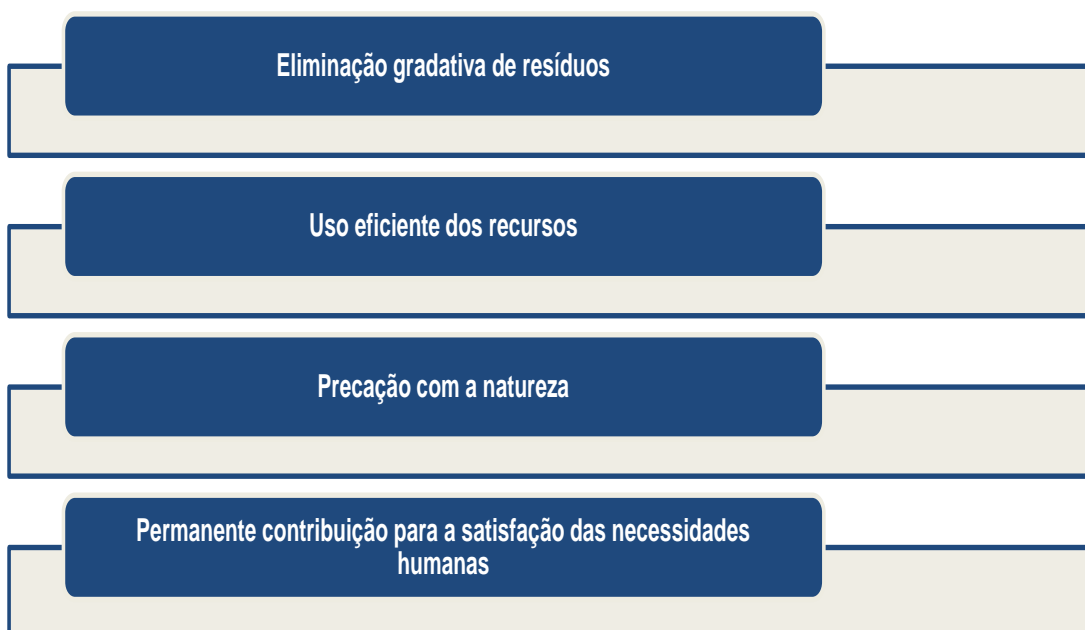 Eliminação gradativa de resíduos
Uso eficiente dos recursos
Precação com a natureza
Permanente contribuição para a satisfação das necessidades
humanas